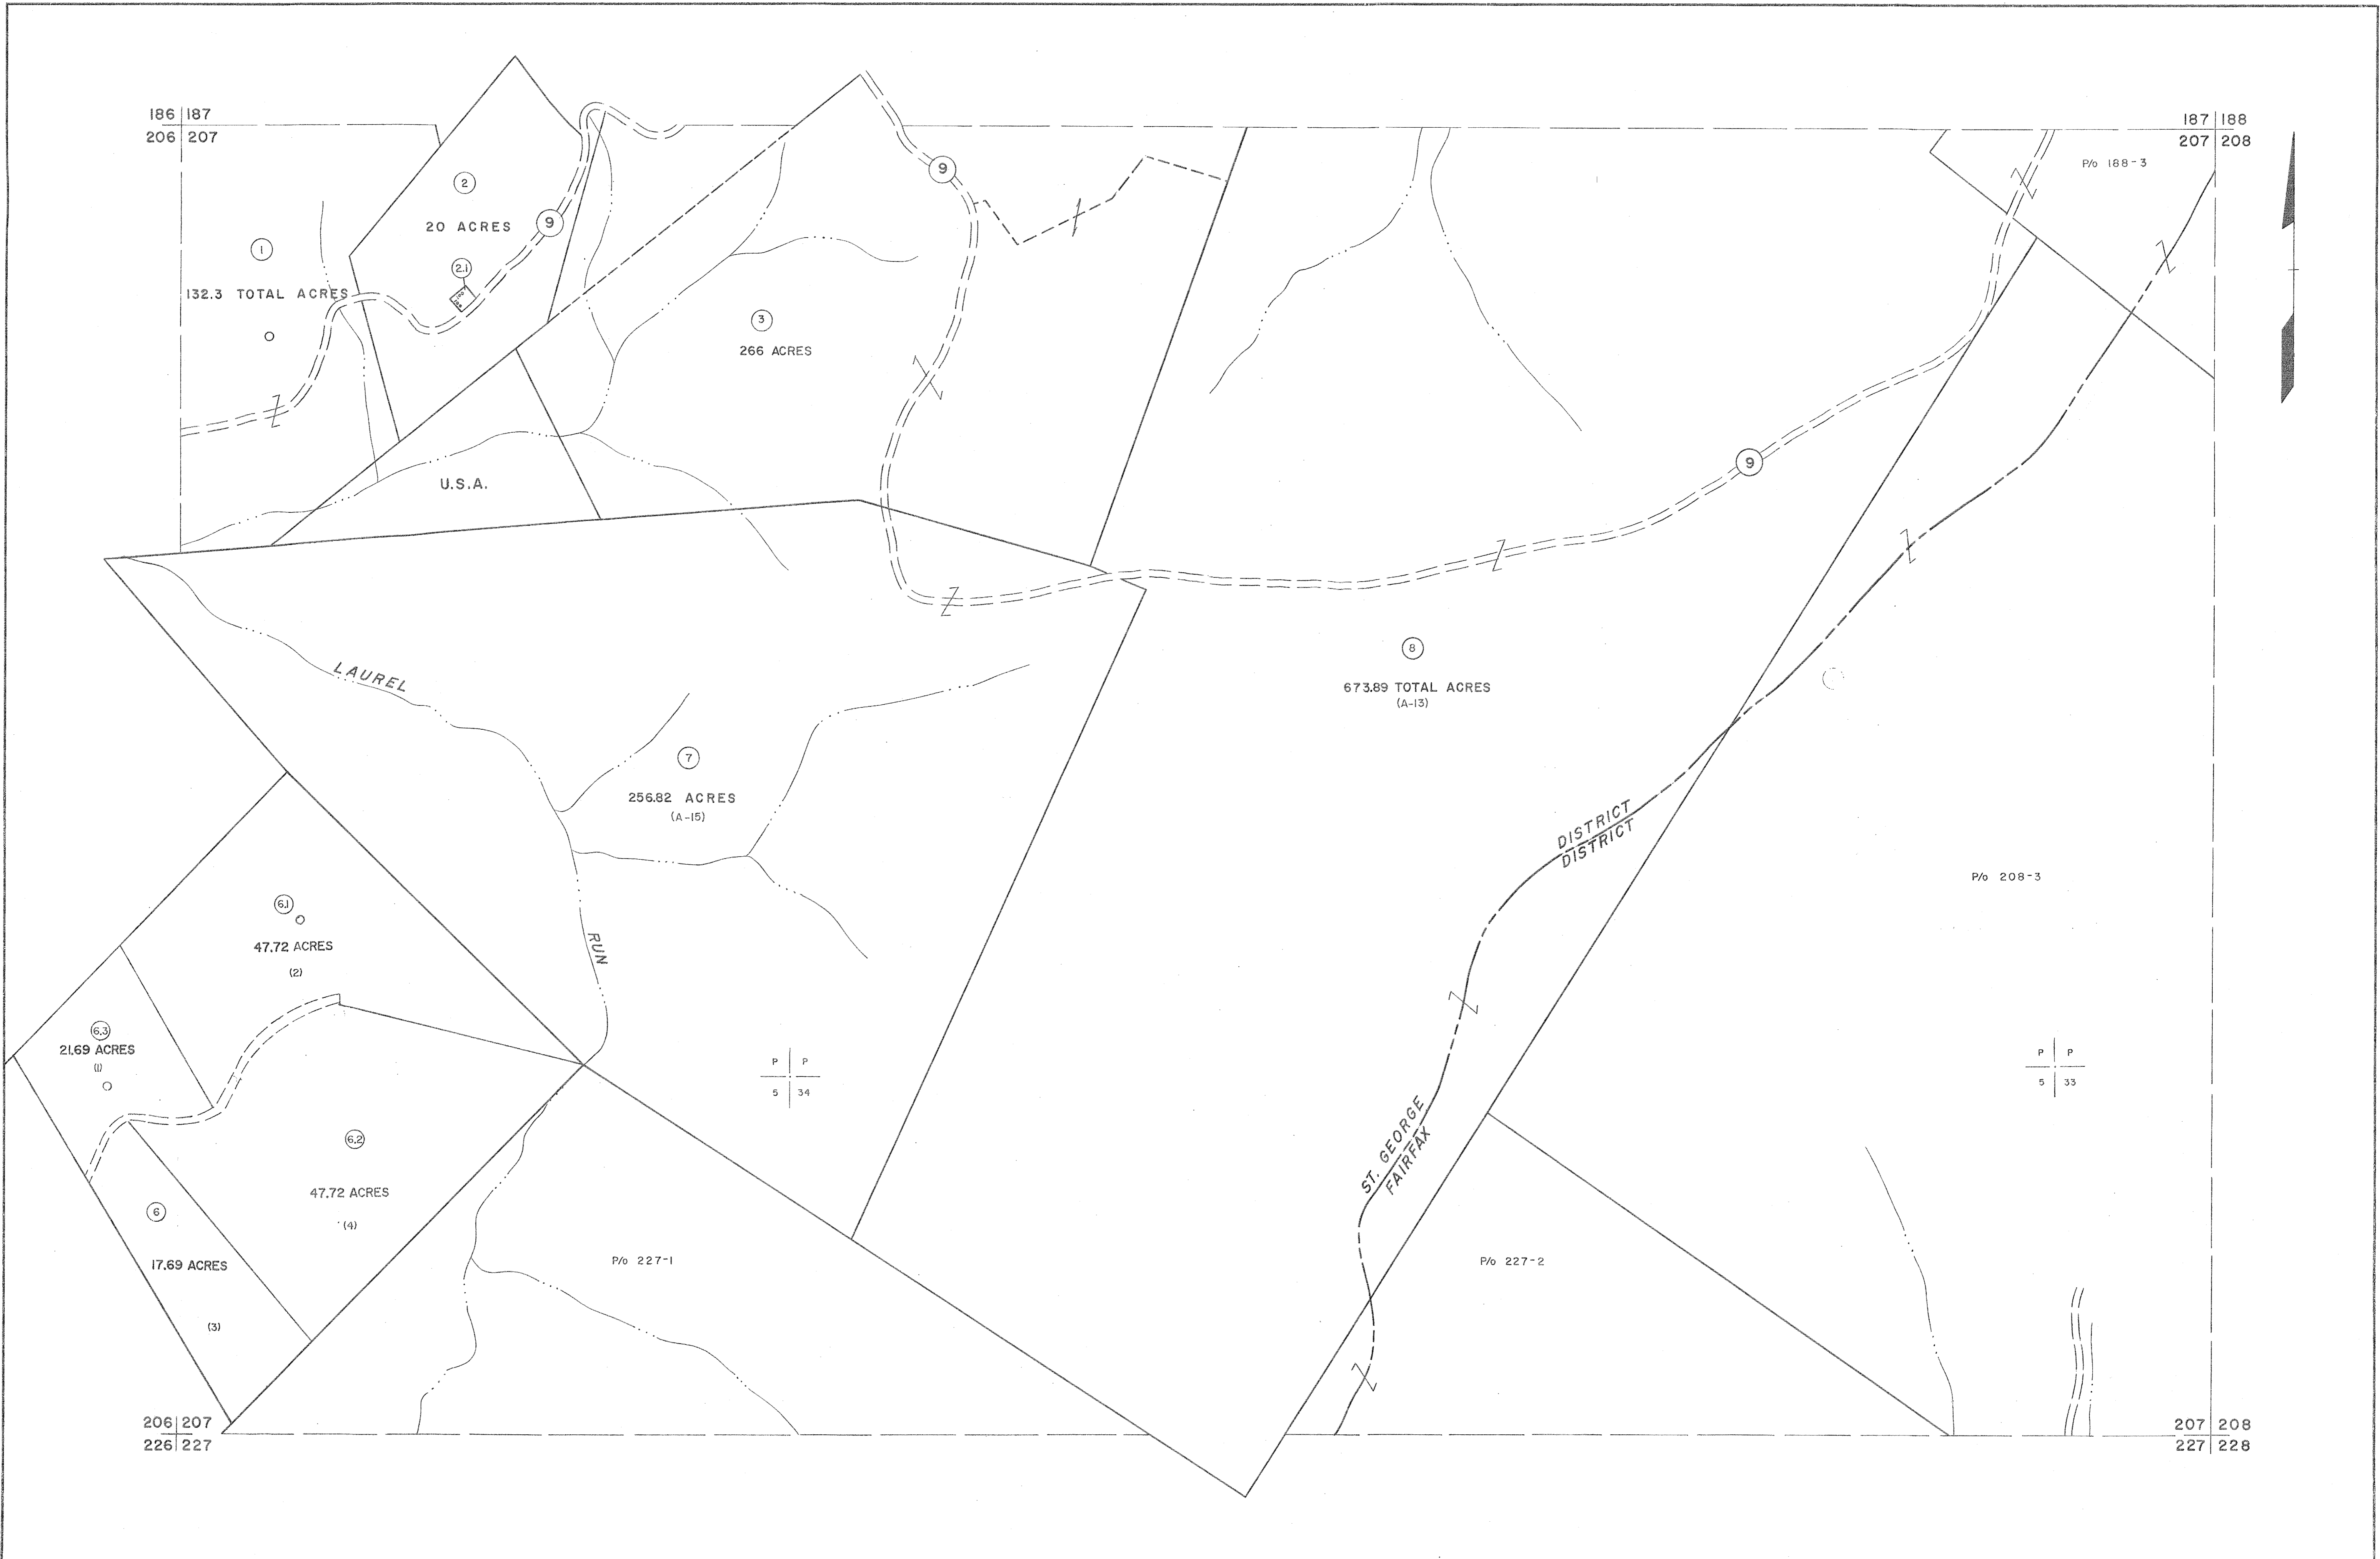 186 187
206 207
187 188
207 208
P/o 188-3
9
2
20 ACRES
9
1
2.1
132.3 TOTAL ACRES
3
266 ACRES
9
U.S.A.
8
673.89 TOTAL ACRES
(A-13)
LAUREL
7
256.82 ACRES
(A-15)
DISTRICT
DISTRICT
P/o 208-3
6.1
47.72 ACRES
(2)
RUN
6.3
21.69 ACRES
(1)
P P
5 34
P P
5 33
6.2
47.72 ACRES
(4)
ST. GEORGE
FAIRFAX
6
17.69 ACRES
(3)
P/o 227-1
P/o 227-2
206 207
226 227
207 208
227 228